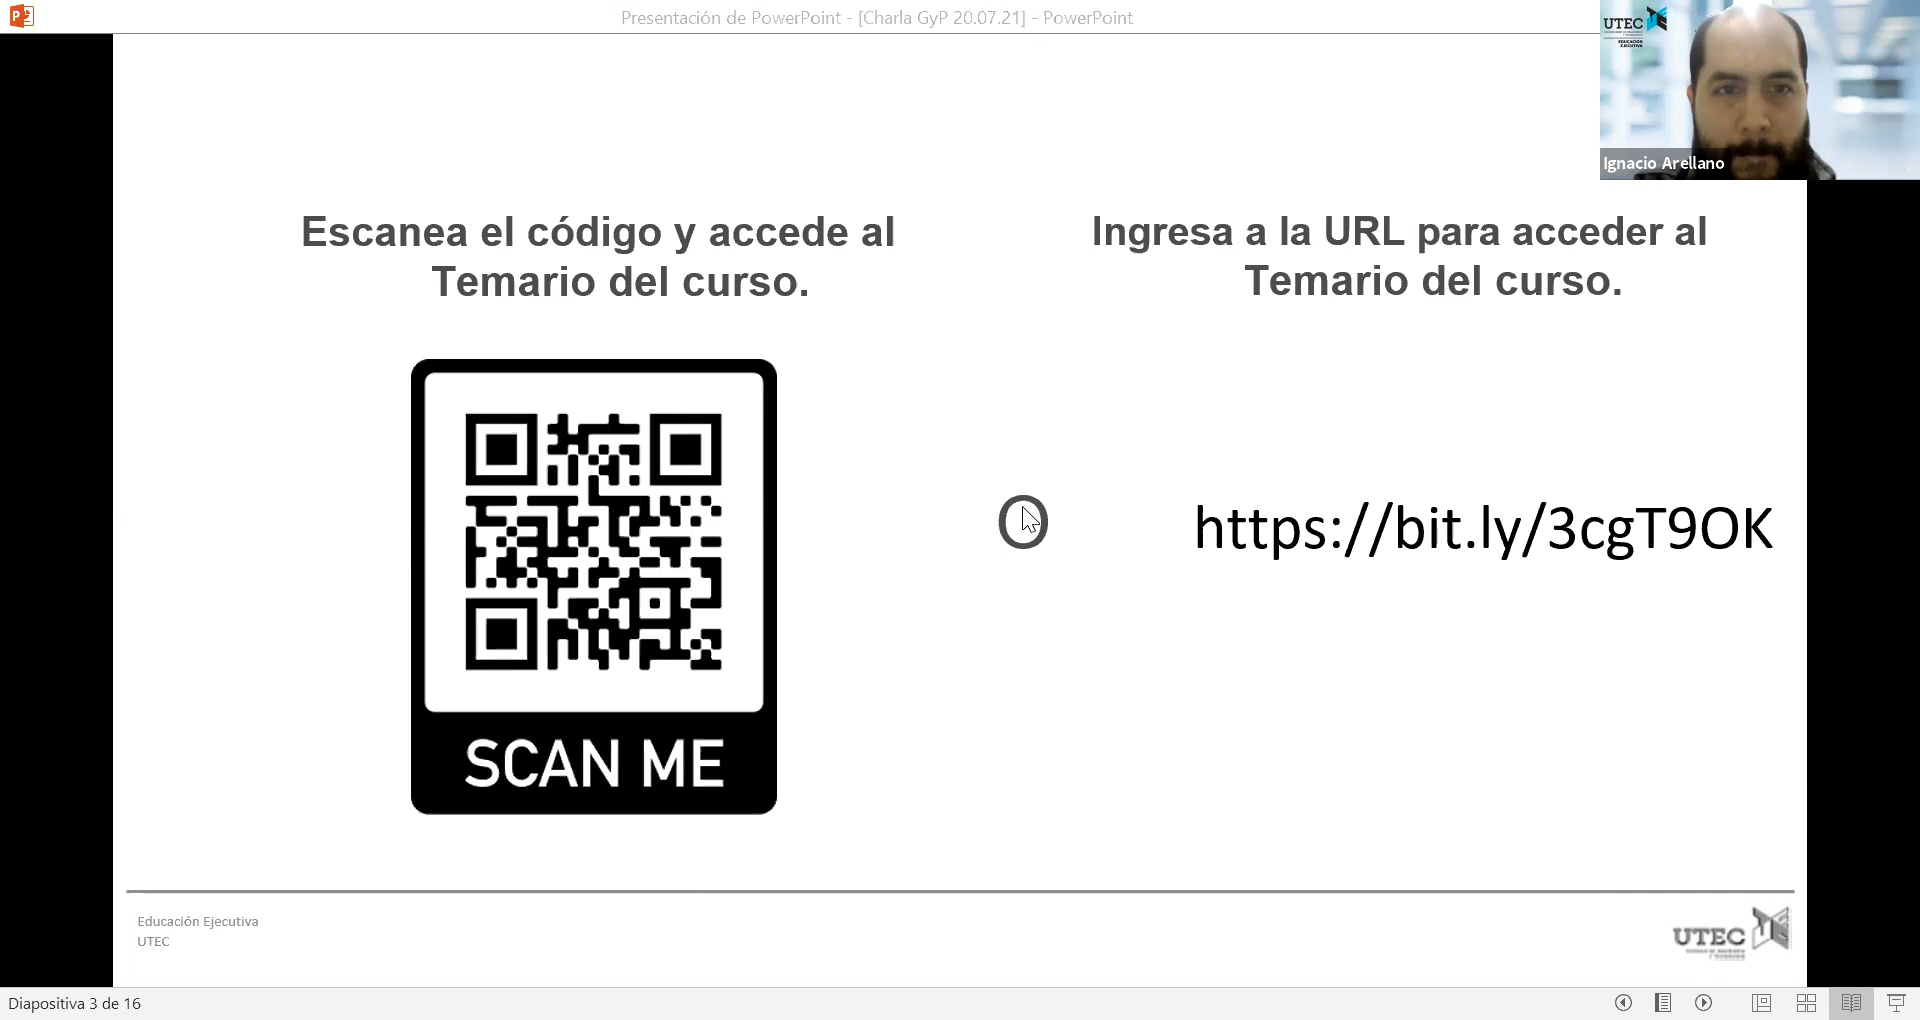 Presentación de PowerPoint - [Charla GyP 20.07.21] - PowerPoint
UTEC
EDUCACIÓN
EJECUTIVA
Ignacio Arellano
Escanea el código y accede al
Temario del curso.
Ingresa a la URL para acceder al
Temario del curso.
SCAN ME
O
https://bit.ly/3cgT9OK
Educación Ejecutiva
UTEC
UTEC
Diapositiva 3 de 16